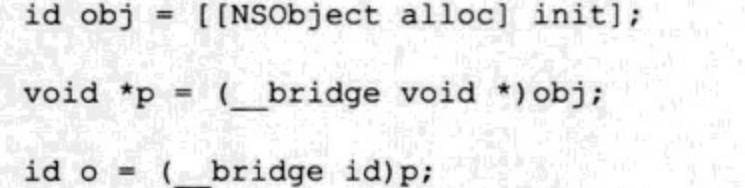 id obj = [[NSObject alloc] init];
void *p = (__bridge void *)obj;
id o = (__bridge id)p;